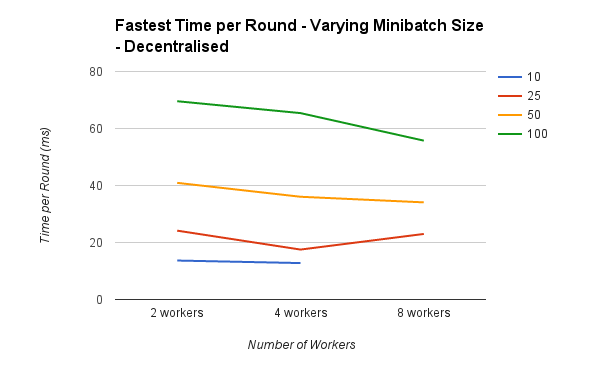 Fastest Time per Round - Varying Minibatch Size
- Decentralised
80
60
40
20
0
Time per Round (ms)
2 workers
4 workers
8 workers
Number of Workers
10
25
50
100